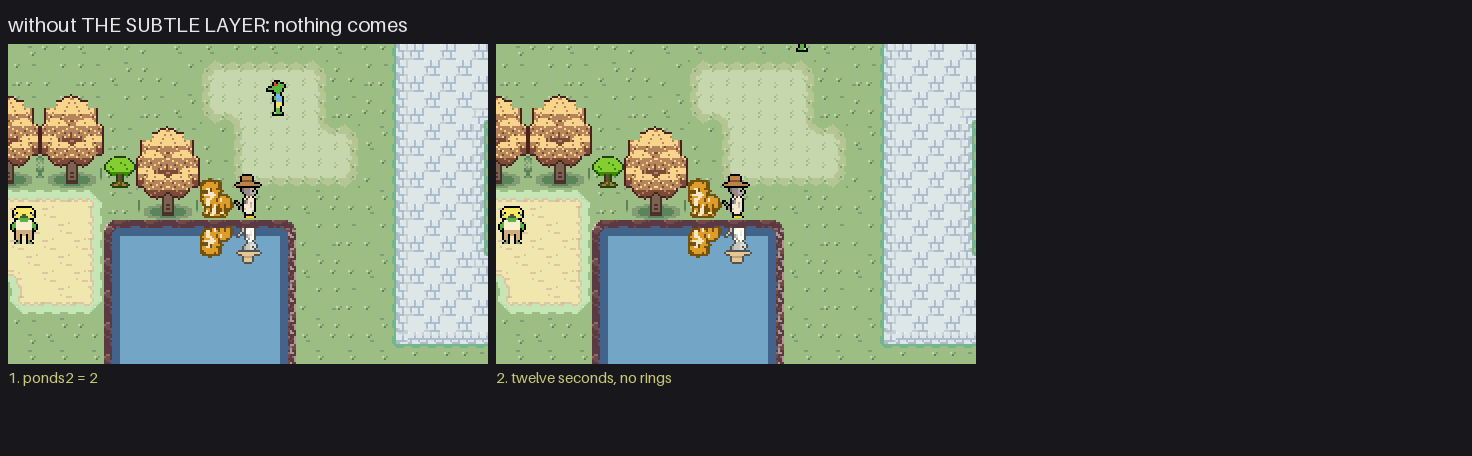 without THE SUBTLE LAYER: nothing comes
1. ponds2 = 2
2. twelve seconds, no rings